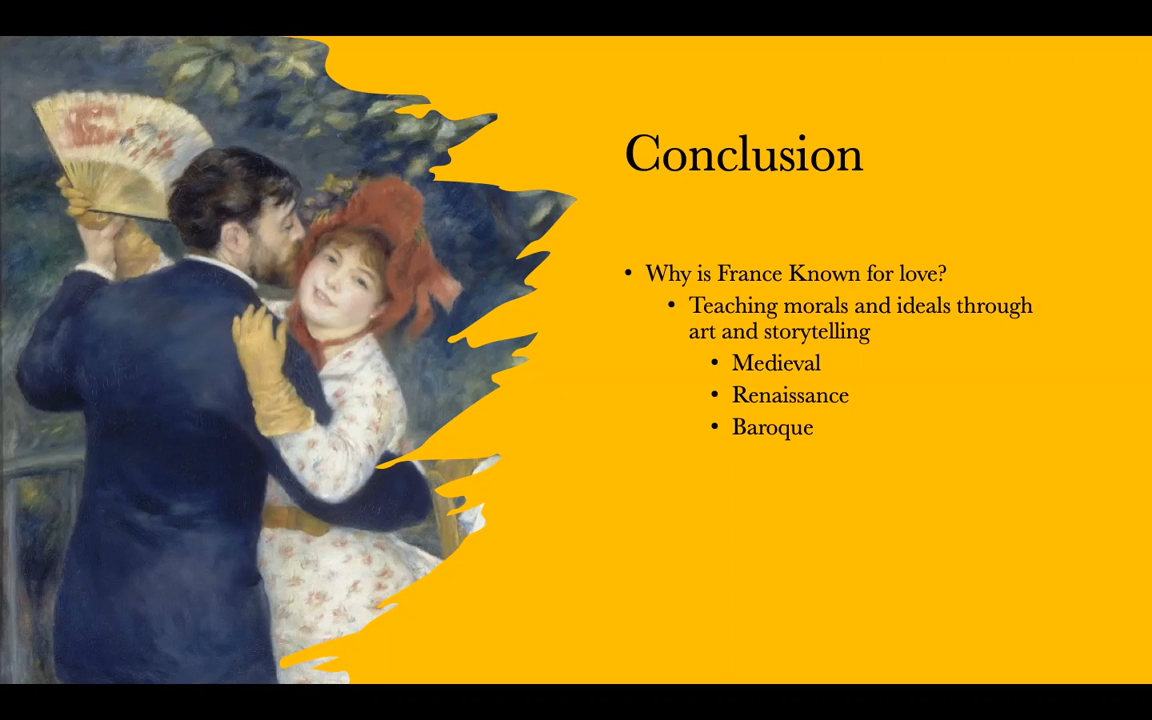 Conclusion
• Why is France Known for love?
• Teaching morals and ideals through
art and storytelling
• Medieval
• Renaissance
• Baroque